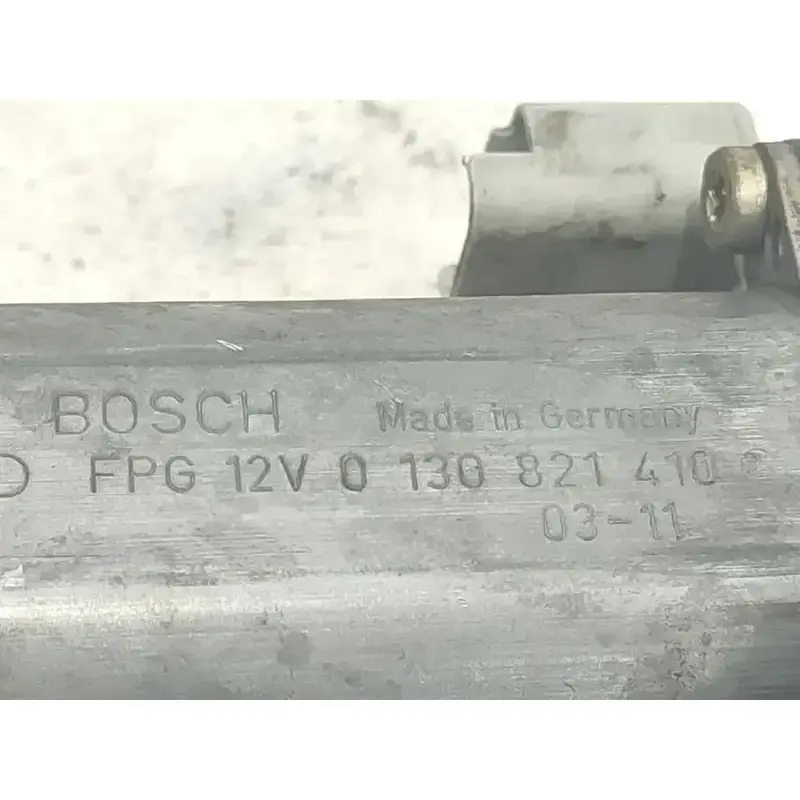 BOSCH Made in Germany
FPG 12V 0 130 821 410
03-11